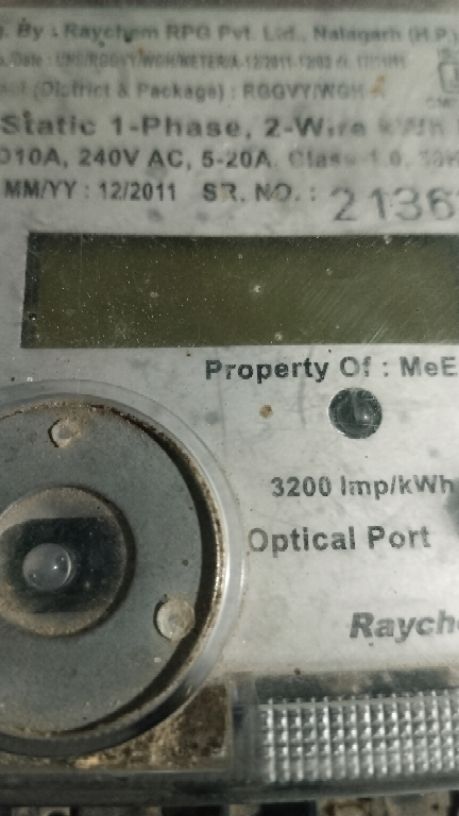 . By : Raychem RPG Pvt. Ltd., Nalagarh (H.P.)
(District & Package) : RGGVY/WGH
Static 1-Phase, 2-Wire kWh
10A, 240V AC, 5-20A. Class 1.0,
MM/YY : 12/2011 SR. NO. : 2136
Property Of : MeE
3200 Imp/kWh
Optical Port
Raych